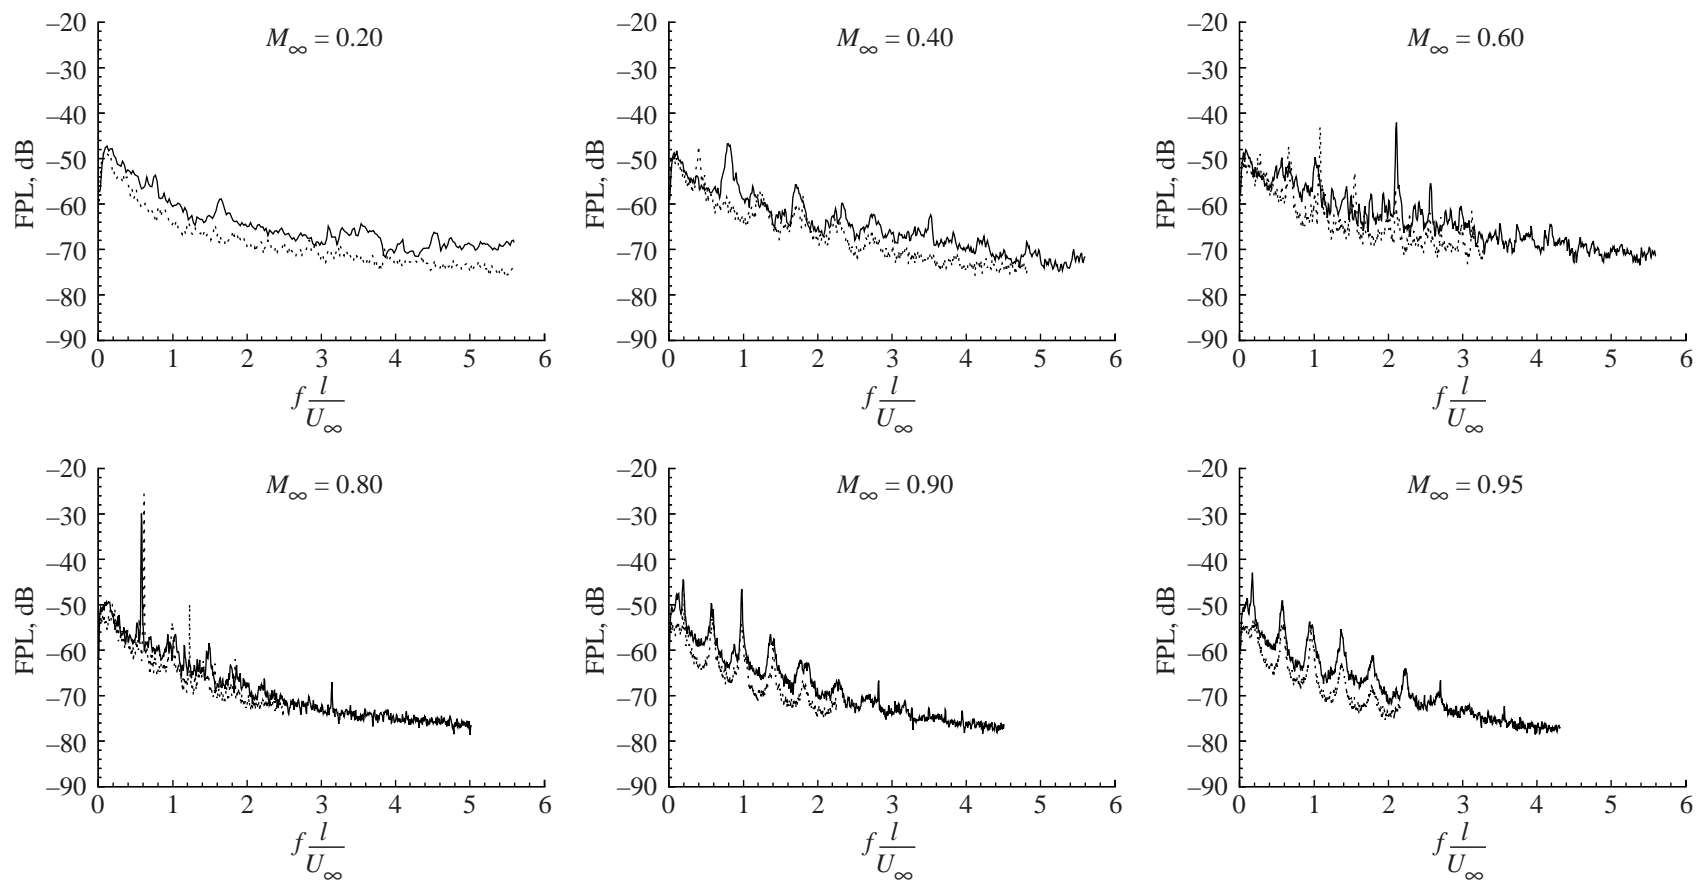 M∞ = 0.20
–20
–30
–40
–50
–60
–70
–80
–90
FPL, dB
0 1 2 3 4 5 6
f l/U∞
M∞ = 0.40
–20
–30
–40
–50
–60
–70
–80
–90
FPL, dB
0 1 2 3 4 5 6
f l/U∞
M∞ = 0.60
–20
–30
–40
–50
–60
–70
–80
–90
FPL, dB
0 1 2 3 4 5 6
f l/U∞
M∞ = 0.80
–20
–30
–40
–50
–60
–70
–80
–90
FPL, dB
0 1 2 3 4 5 6
f l/U∞
M∞ = 0.90
–20
–30
–40
–50
–60
–70
–80
–90
FPL, dB
0 1 2 3 4 5 6
f l/U∞
M∞ = 0.95
–20
–30
–40
–50
–60
–70
–80
–90
FPL, dB
0 1 2 3 4 5 6
f l/U∞